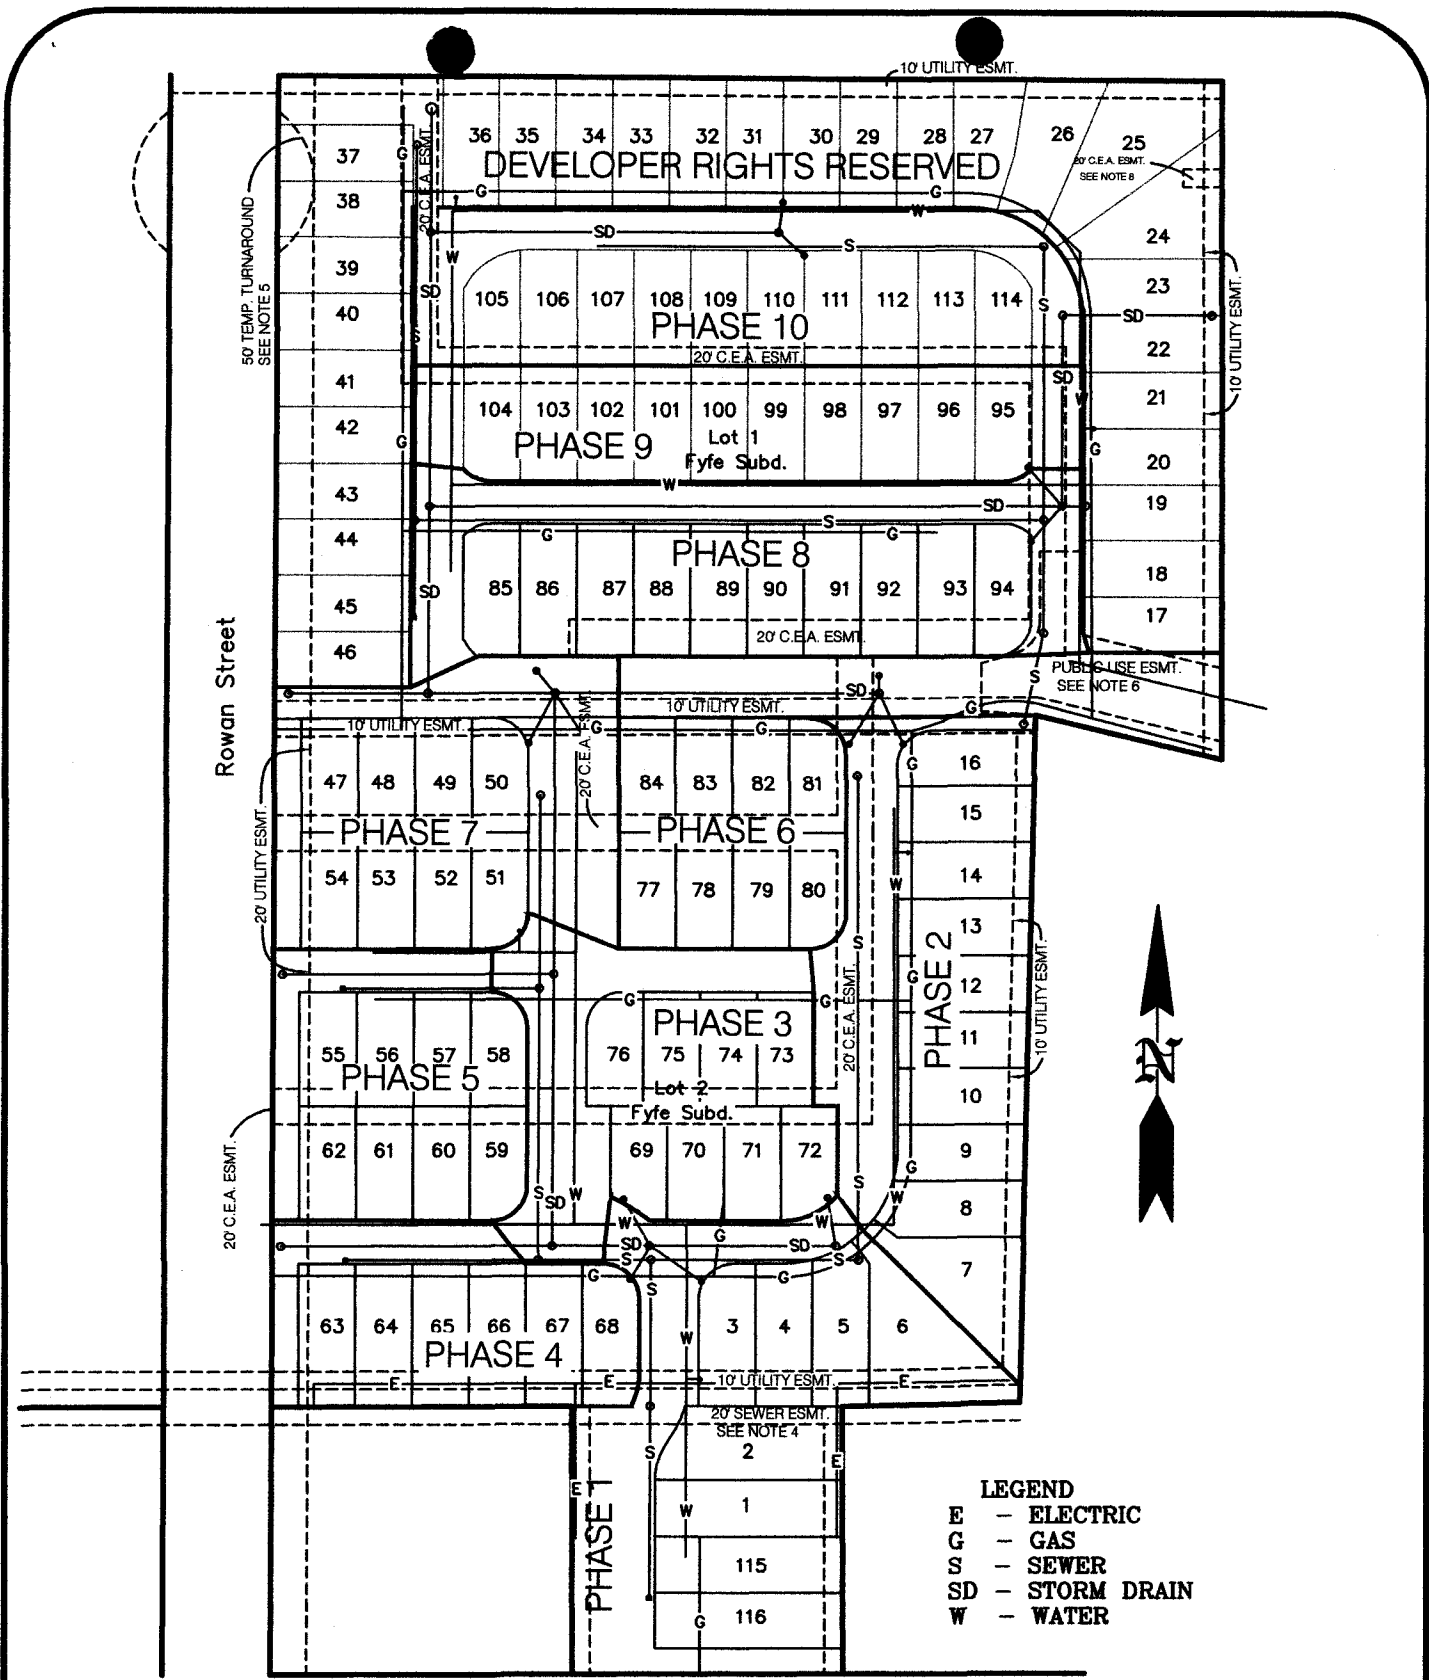 10' UTILITY ESMT.
36 35 34 33 32 31 30 29 28 27 26 25
DEVELOPER RIGHTS RESERVED
20' C.E.A. ESMT.
SEE NOTE 8
20' C.E.A. ESMT.
50' TEMP. TURNAROUND
SEE NOTE 5
37
38
39
40
41
42
43
44
45
46
G
G
G
W
SD
S
W
SD
S
24
23
SD
22
21
20
19
18
17
10' UTILITY ESMT.
105 106 107 108 109 110 111 112 113 114
PHASE 10
20' C.E.A. ESMT.
SD
W
104 103 102 101 100 99 98 97 96 95
PHASE 9
Lot 1
Fyfe Subd.
G
G
W
SD
S
G
G
PHASE 8
85 86 87 88 89 90 91 92 93 94
SD
20' C.E.A. ESMT.
PUBLIC USE ESMT.
SEE NOTE 6
S
SD
10' UTILITY ESMT.
G
10' UTILITY ESMT.
G
G
20' C.E.A. ESMT.
Rowan Street
20' UTILITY ESMT.
47 48 49 50
PHASE 7
54 53 52 51
84 83 82 81
PHASE 6
77 78 79 80
G
W
S
G
16
15
14
13
12
11
10
9
8
7
PHASE 2
10' UTILITY ESMT.
20' C.E.A. ESMT.
G
G
PHASE 3
76 75 74 73
Lot 2
Fyfe Subd.
69 70 71 72
55 56 57 58
PHASE 5
62 61 60 59
20' C.E.A. ESMT.
S
SD
W
S
G
W
W
W
SD
G
SD
S
S
G
S
G
63 64 65 66 67 68
PHASE 4
3 4 5 6
W
E
E
10' UTILITY ESMT.
E
20' SEWER ESMT.
SEE NOTE 4
2
S
E
E
PHASE 1
1
W
115
116
G
N
LEGEND
E – ELECTRIC
G – GAS
S – SEWER
SD – STORM DRAIN
W – WATER